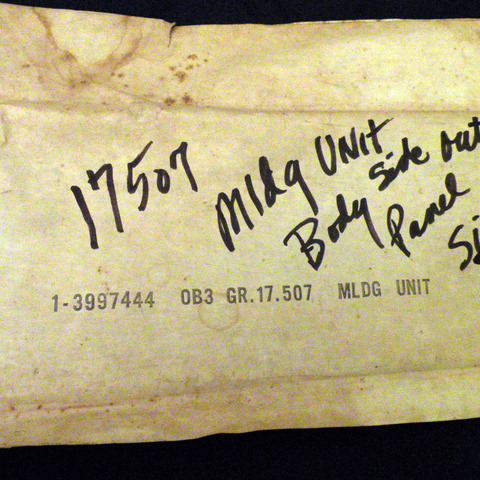 17507
Mldg UNit
Body side out
Panel
1-3997444 OB3 GR.17.507 MLDG UNIT